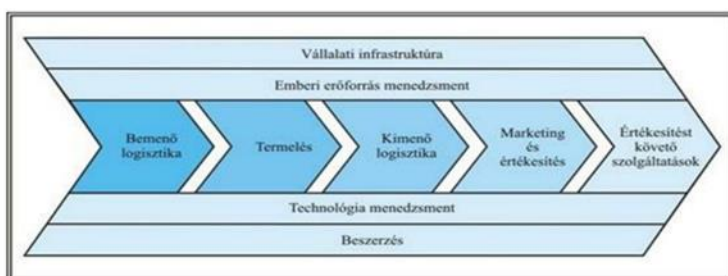 Vállalati infrastruktúra
Emberi erőforrás menedzsment
Bemenő
logisztika
Termelés
Kimenő
logisztika
Marketing
és
értékesítés
Értékesítést
követő
szolgáltatások
Technológia menedzsment
Beszerzés